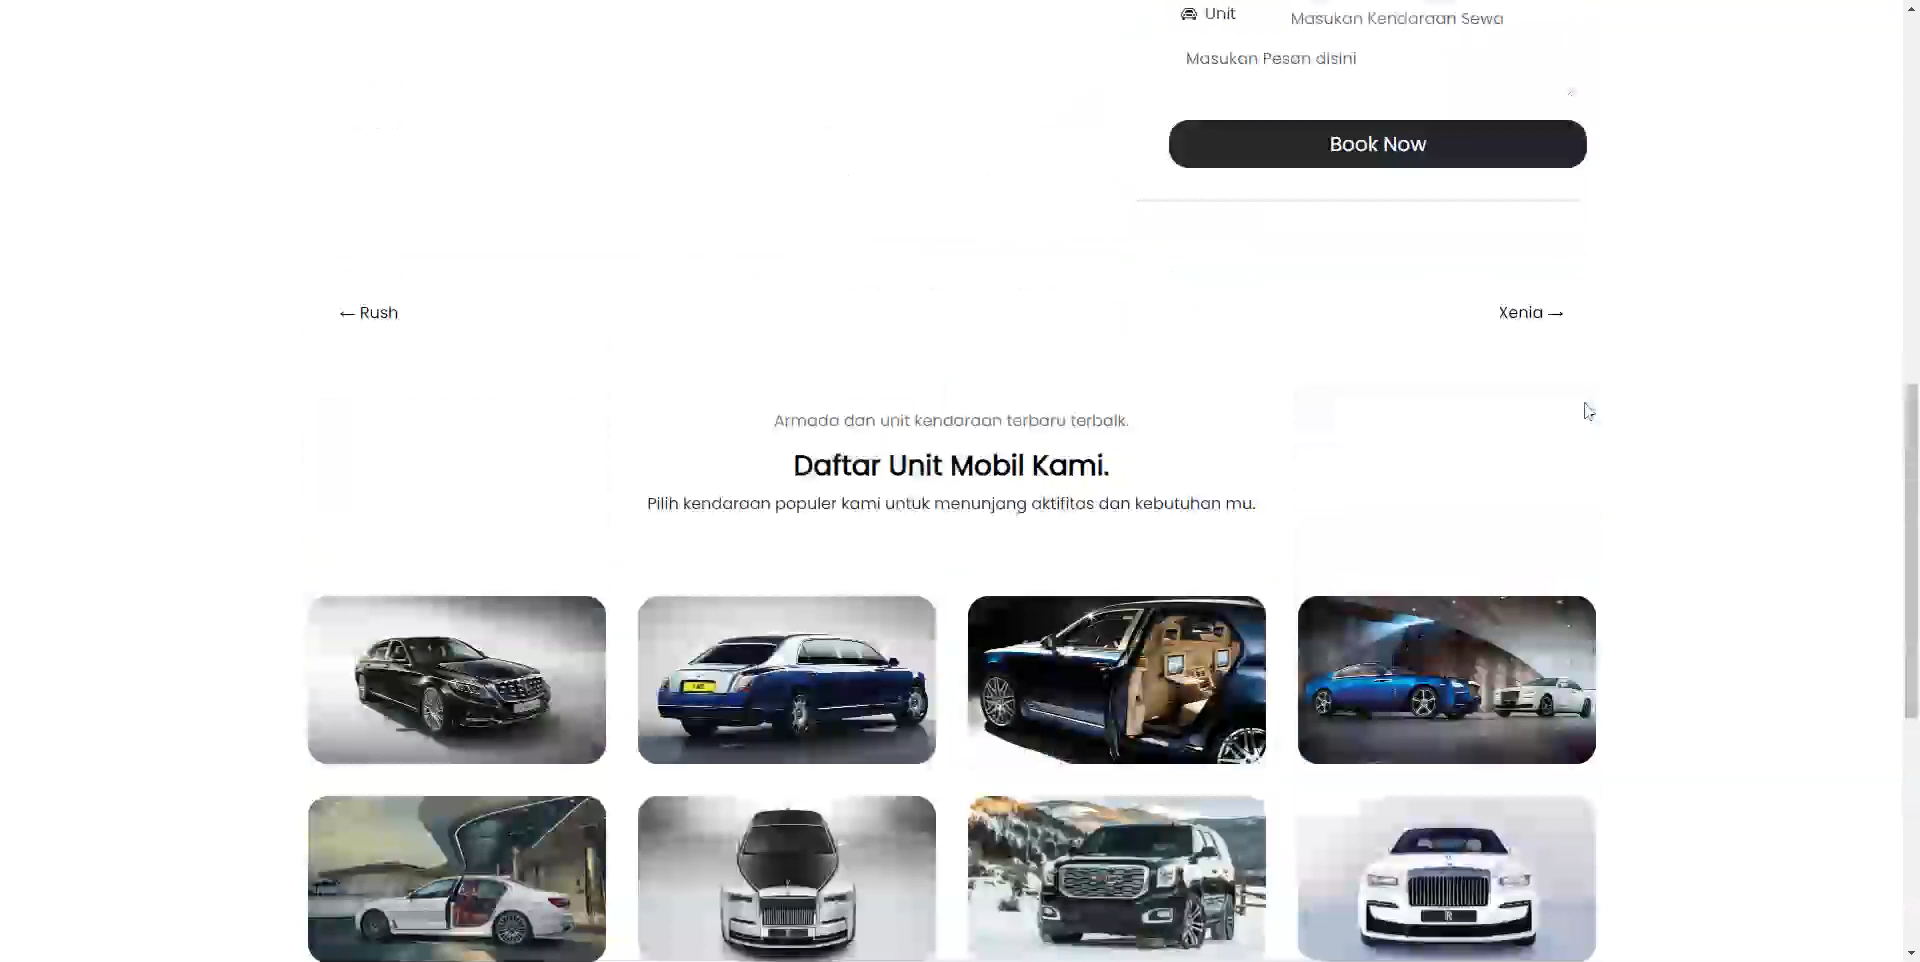 Unit
Masukan Kendaraan Sewa
Masukan Pesan disini
Book Now
← Rush
Xenia →
Armada dan unit kendaraan terbaru terbaik.
Daftar Unit Mobil Kami.
Pilih kendaraan populer kami untuk menunjang aktifitas dan kebutuhan mu.